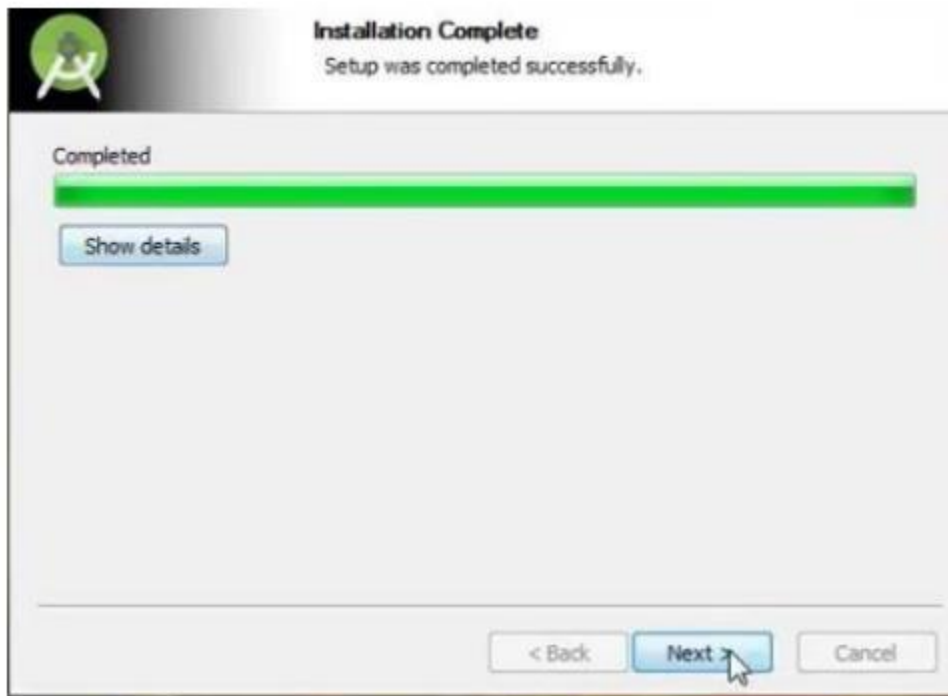 Installation Complete
Setup was completed successfully.
Completed
Show details
< Back
Next >
Cancel